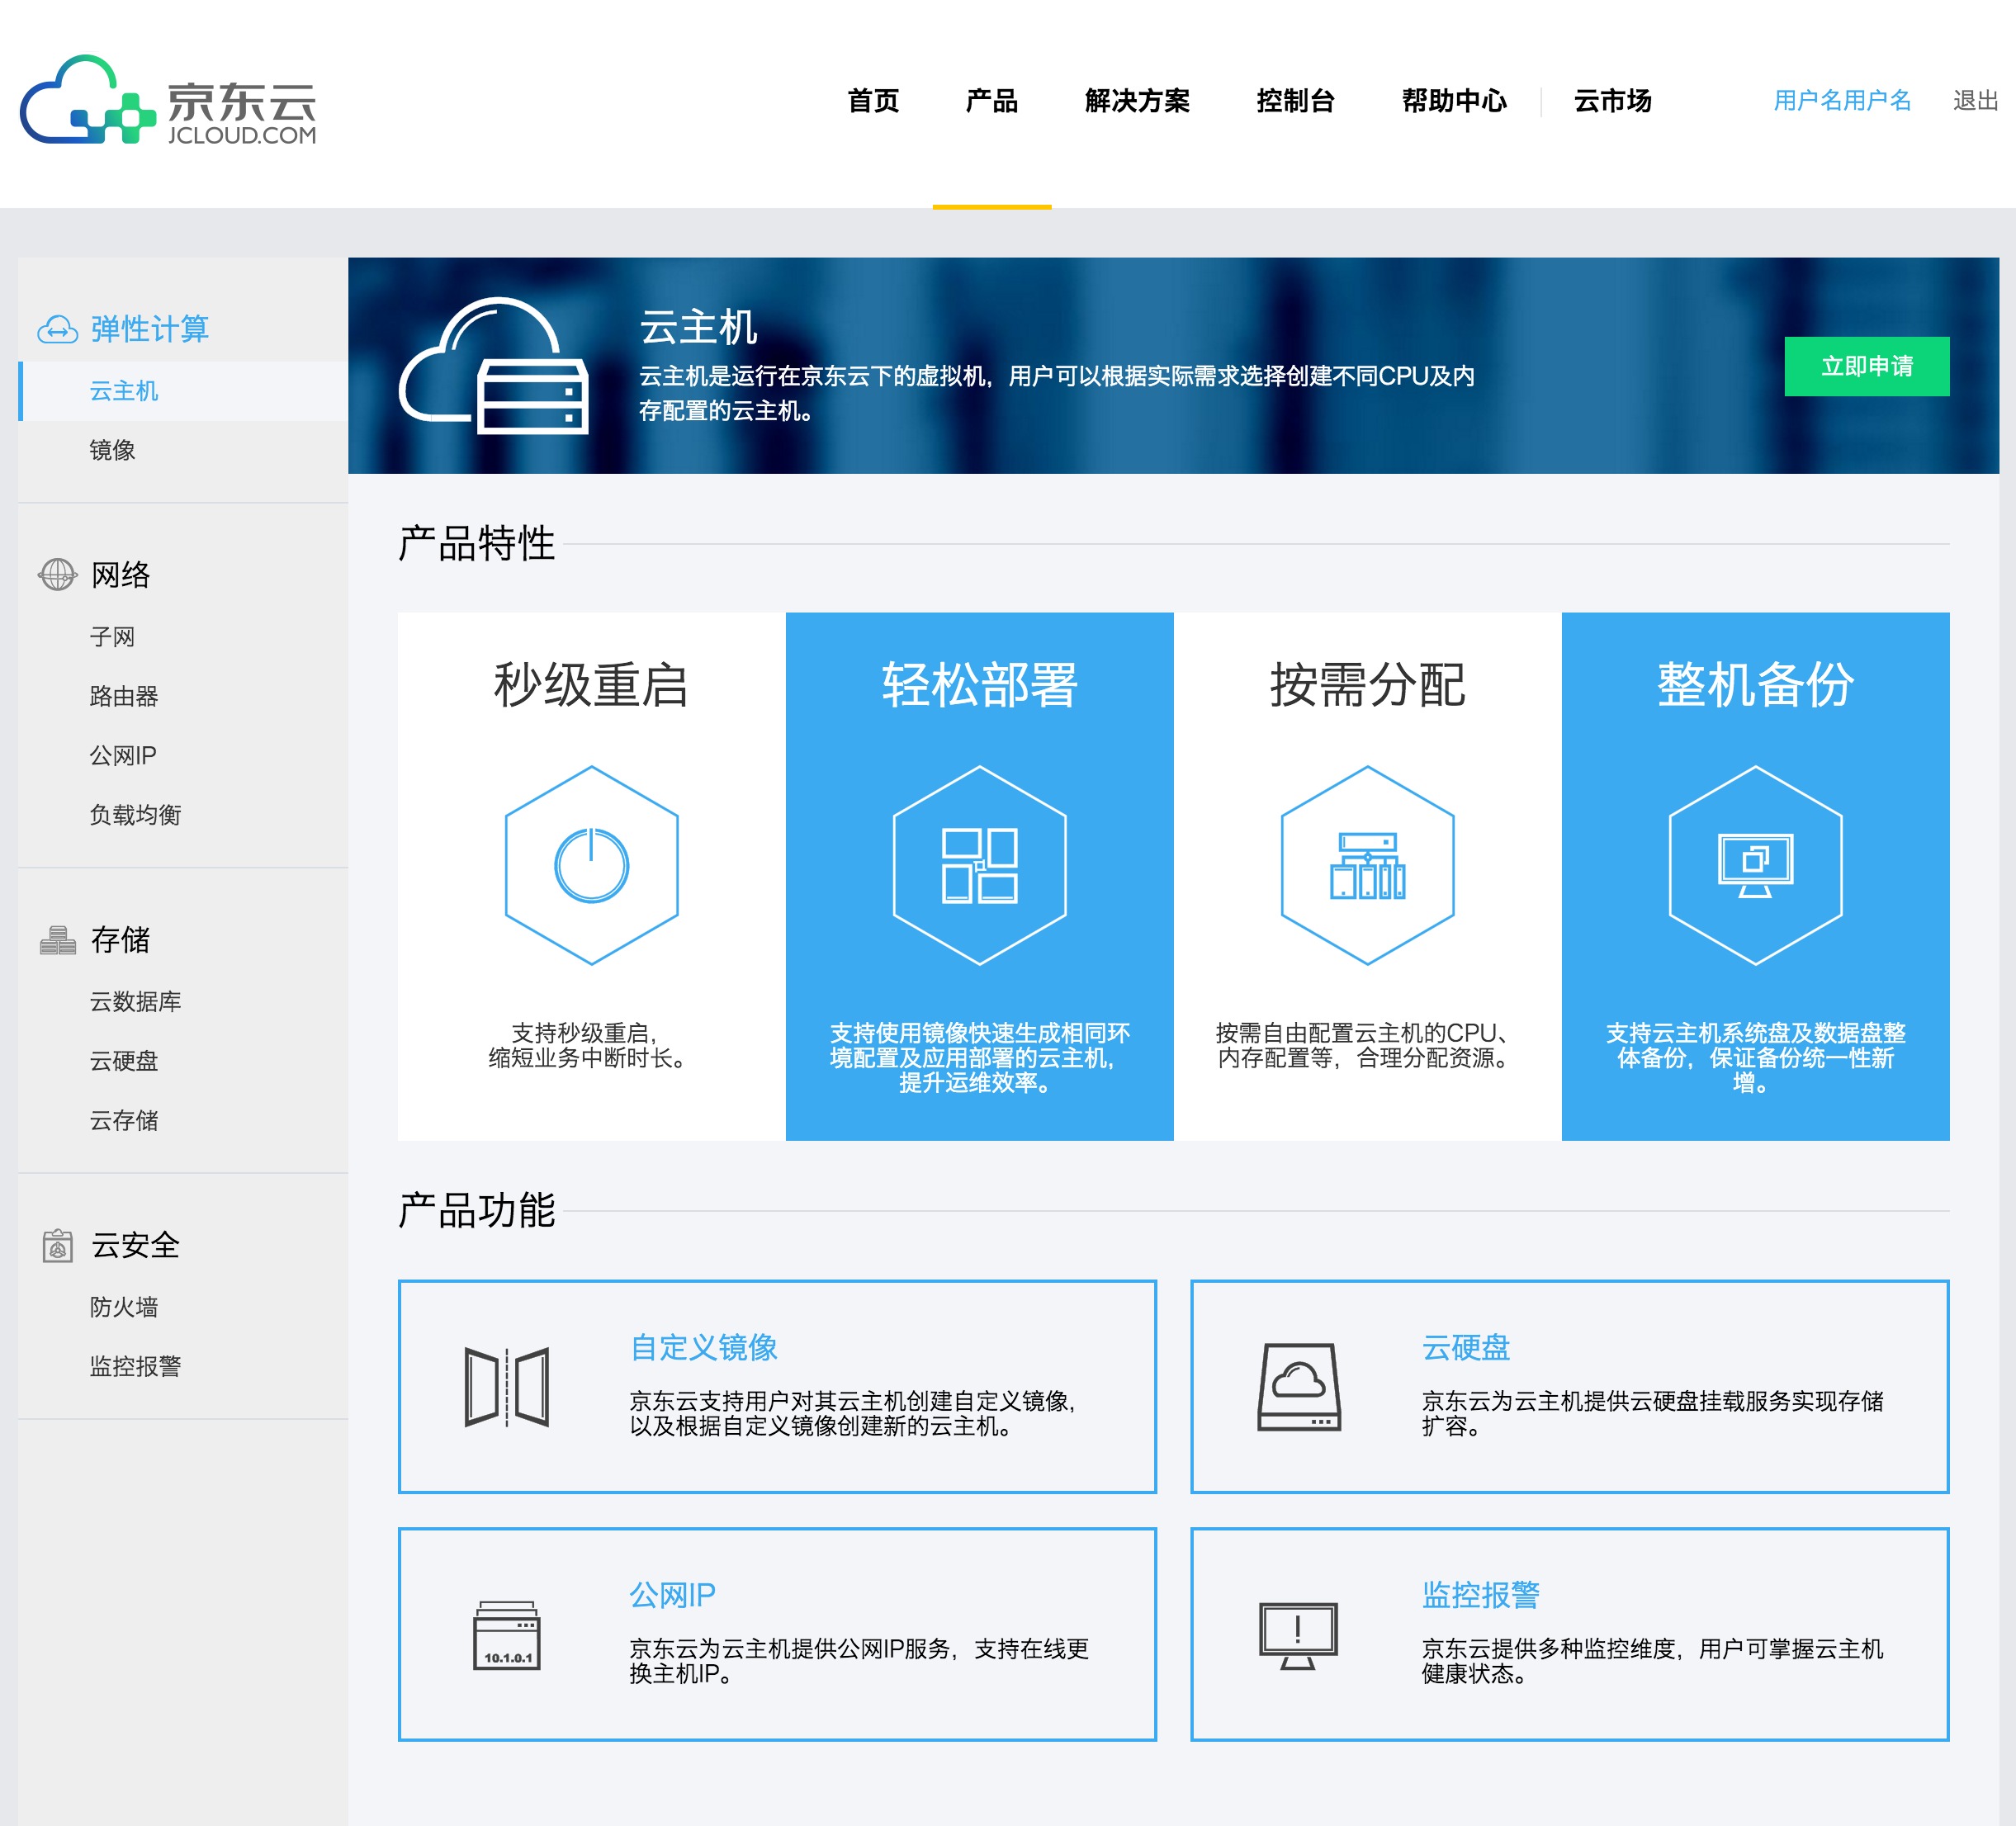 京东云
JCLOUD.COM
首页 产品 解决方案 控制台 帮助中心 云市场 用户名用户名 退出
弹性计算
云主机
镜像
网络
子网
路由器
公网IP
负载均衡
存储
云数据库
云硬盘
云存储
云安全
防火墙
监控报警
云主机
云主机是运行在京东云下的虚拟机，用户可以根据实际需求选择创建不同CPU及内
存配置的云主机。
立即申请
产品特性
秒级重启
支持秒级重启，
缩短业务中断时长。
轻松部署
支持使用镜像快速生成相同环
境配置及应用部署的云主机，
提升运维效率。
按需分配
按需自由配置云主机的CPU、
内存配置等，合理分配资源。
整机备份
支持云主机系统盘及数据盘整
体备份，保证备份统一性新
增。
产品功能
自定义镜像
京东云支持用户对其云主机创建自定义镜像，
以及根据自定义镜像创建新的云主机。
云硬盘
京东云为云主机提供云硬盘挂载服务实现存储
扩容。
10.1.0.1
公网IP
京东云为云主机提供公网IP服务，支持在线更
换主机IP。
监控报警
京东云提供多种监控维度，用户可掌握云主机
健康状态。